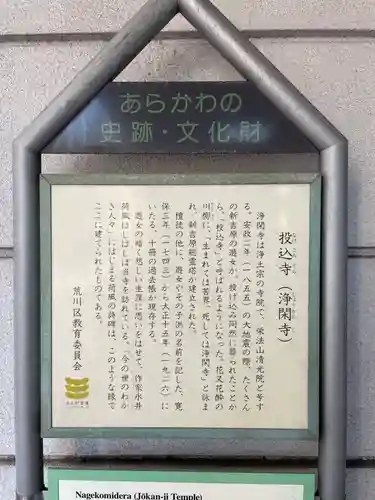 あらかわの
史跡・文化財
投込寺（浄閑寺）
なげこみでら
じょうかんじ
浄閑寺は浄土宗の寺院で、栄法山清光院と号す
る。安政二年（一八五五）の大地震の際、たくさん
の新吉原の遊女が、投げ込み同然に葬られたことか
ら、「投込寺」と呼ばれるようになった。花又花酔の
川柳に、「生まれては苦界、死しては浄閑寺」と詠ま
れ、新吉原総霊塔が建立された。
檀徒の他に、遊女やその子供の名前を記した、寛
保三年（一七四三）から大正十五年（一九二六）に
いたる、十冊の過去帳が現存する。
遊女の暗く悲しい生涯に思いをはせて、作家永井
荷風はしばしば当寺を訪れている。「今の世のわか
き人々」にはじまる荷風の詩碑は、このような縁で
ここに建てられたものである。
荒川区教育委員会
Nagekomidera (Jōkan-ji Temple)